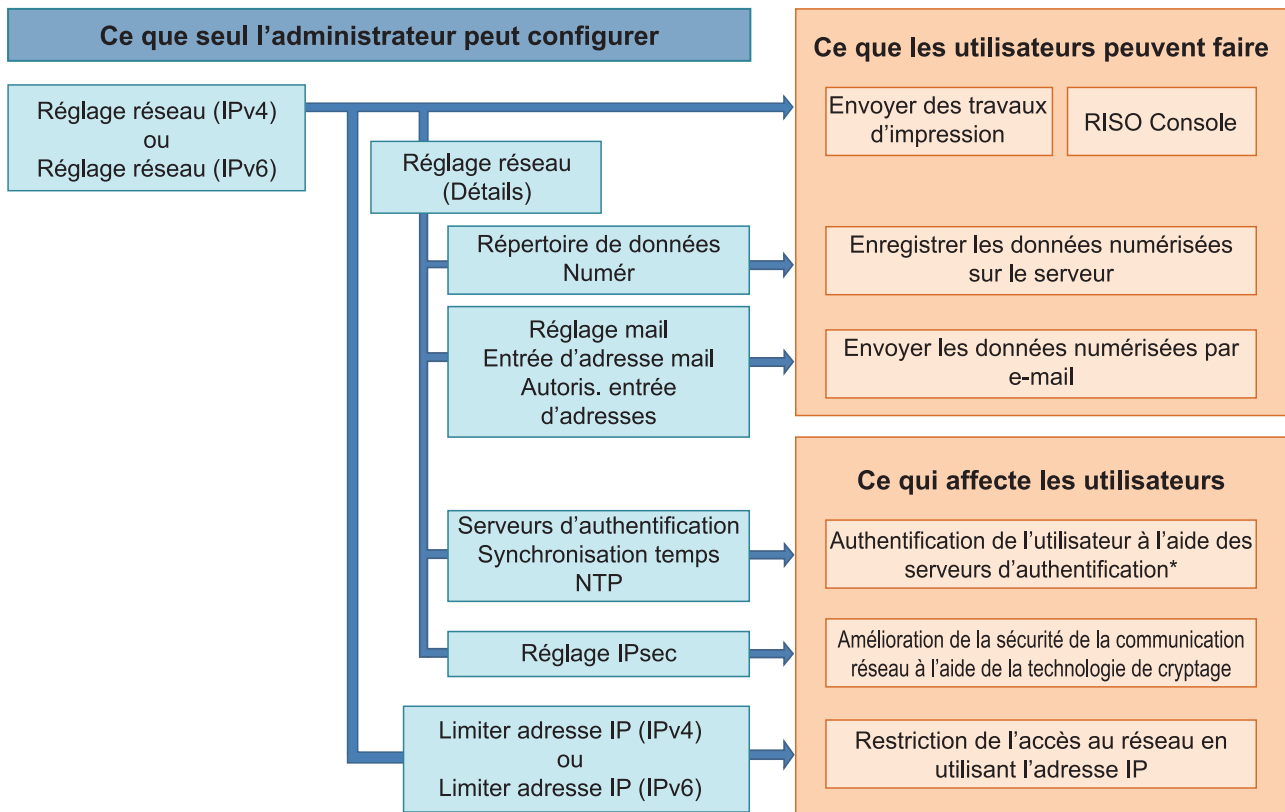 Ce que seul l’administrateur peut configurer
Réglage réseau (IPv4)
ou
Réglage réseau (IPv6)
Réglage réseau
(Détails)
Répertoire de données
Numér
Réglage mail
Entrée d’adresse mail
Autoris. entrée
d’adresses
Serveurs d’authentification
Synchronisation temps
NTP
Réglage IPsec
Limiter adresse IP (IPv4)
ou
Limiter adresse IP (IPv6)
Ce que les utilisateurs peuvent faire
Envoyer des travaux
d’impression
RISO Console
Enregistrer les données numérisées
sur le serveur
Envoyer les données numérisées par
e-mail
Ce qui affecte les utilisateurs
Authentification de l’utilisateur à l’aide des
serveurs d’authentification*
Amélioration de la sécurité de la communication
réseau à l’aide de la technologie de cryptage
Restriction de l’accès au réseau en
utilisant l’adresse IP